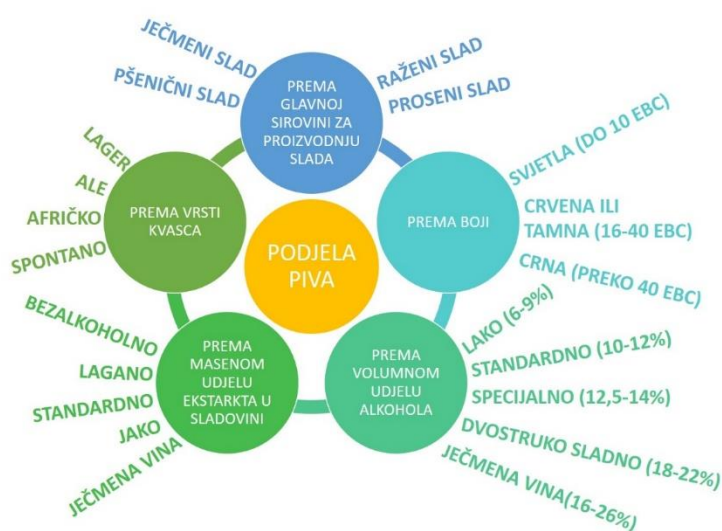 JEČMENI SLAD
PŠENIČNI SLAD
PREMA
GLAVNOJ
SIROVINI ZA
PROIZVODNJU
SLADA
RAŽENI SLAD
PROSENI SLAD
LAGER
ALE
AFRIČKO
SPONTANO
PREMA VRSTI
KVASCA
PODJELA
PIVA
PREMA BOJI
SVJETLA (DO 10 EBC)
CRVENA ILI
TAMNA (16-40 EBC)
CRNA (PREKO 40 EBC)
BEZALKOHOLNO
LAGANO
STANDARDNO
JAKO
JEČMENA VINA
PREMA
MASENOM
UDJELU
EKSTARKTA U
SLADOVINI
PREMA
VOLUMNOM
UDJELU
ALKOHOLA
LAKO (6-9%)
STANDARDNO (10-12%)
SPECIJALNO (12,5-14%)
DVOSTRUKO SLADNO (18-22%)
JEČMENA VINA(16-26%)